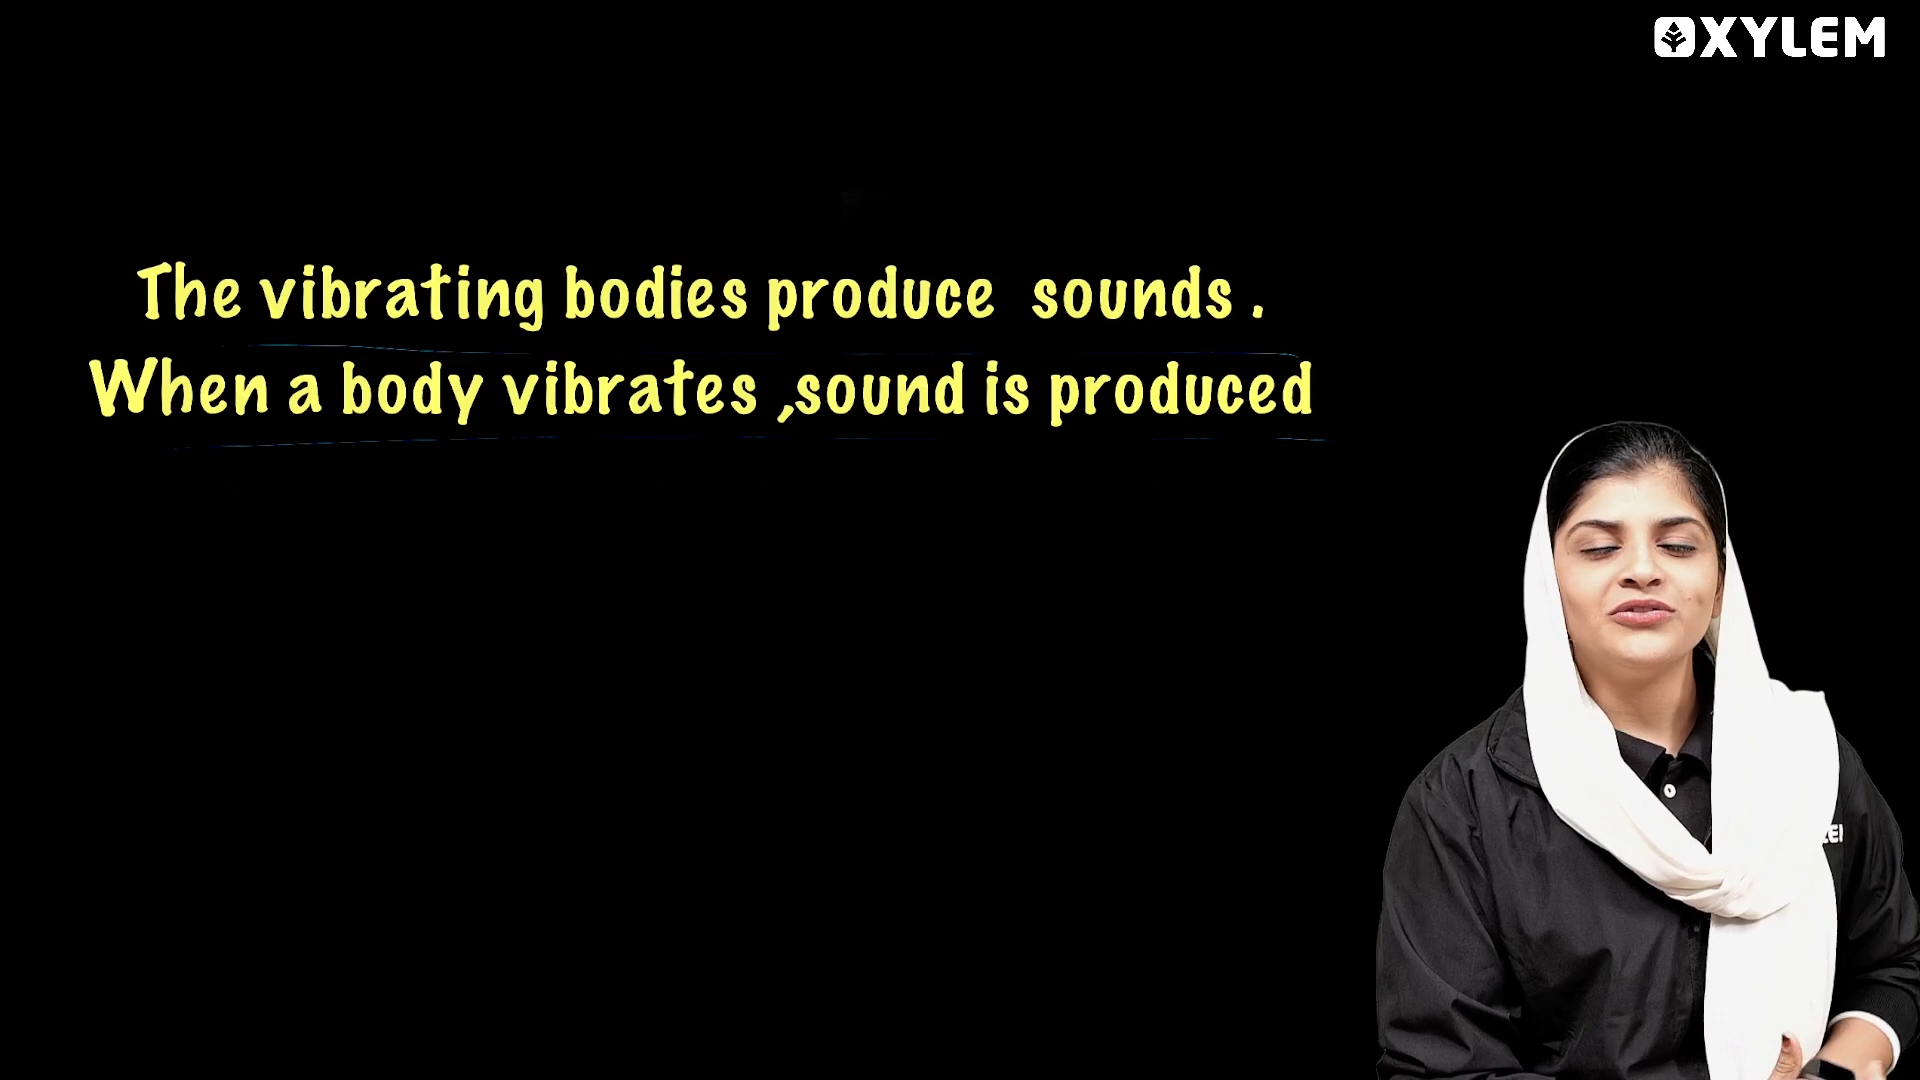 XYLEM
The vibrating bodies produce sounds .
When a body vibrates ,sound is produced